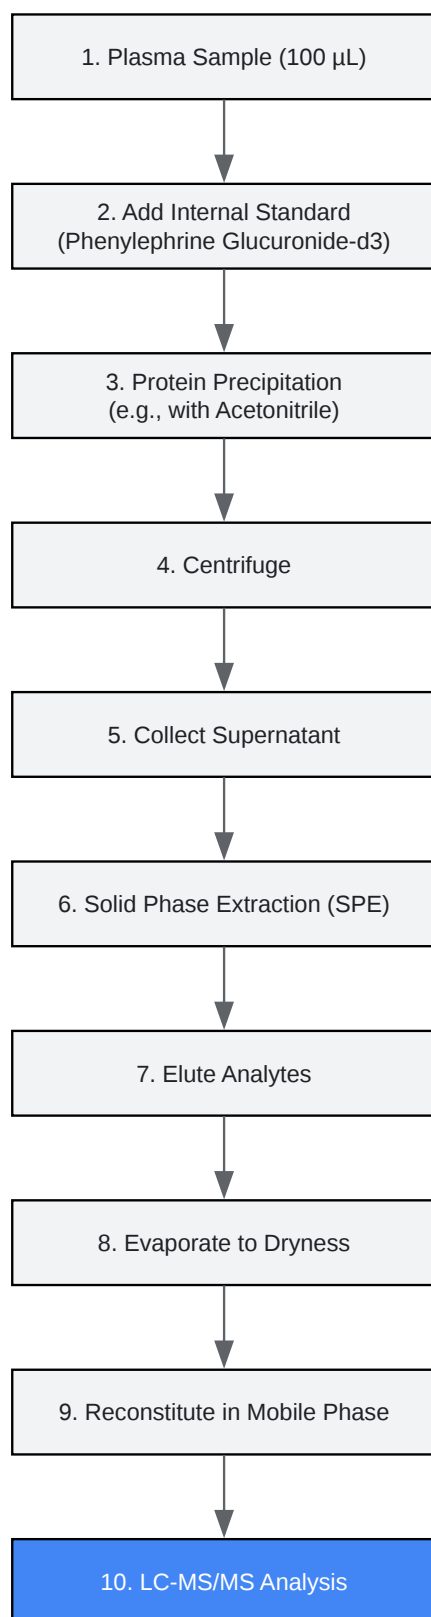 1. Plasma Sample (100 µL)
2. Add Internal Standard
(Phenylephrine Glucuronide-d3)
3. Protein Precipitation
(e.g., with Acetonitrile)
4. Centrifuge
5. Collect Supernatant
6. Solid Phase Extraction (SPE)
7. Elute Analytes
8. Evaporate to Dryness
9. Reconstitute in Mobile Phase
10. LC-MS/MS Analysis